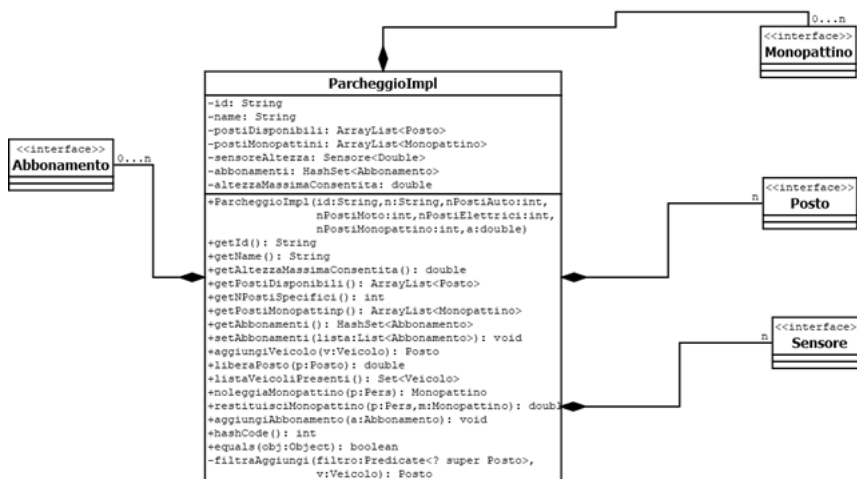 0...n
<<interface>>
Monopattino
ParcheggioImpl
-id: String
-name: String
-postiDisponibili: ArrayList<Posto>
-postiMonopattini: ArrayList<Monopattino>
-sensoreAltezza: Sensore<Double>
-abbonamenti: HashSet<Abbonamento>
-altezzaMassimaConsentita: double
<<interface>>
Abbonamento
0...n
+ParcheggioImpl(id:String,n:String,nPostiAuto:int,
nPostiMoto:int,nPostiElettrici:int,
nPostiMonopattino:int,a:double)
+getId(): String
+getName(): String
+getAltezzaMassimaConsentita(): double
+getPostiDisponibili(): ArrayList<Posto>
+getNPostiSpecifici(): int
+getPostiMonopattinp(): ArrayList<Monopattino>
+getAbbonamenti(): HashSet<Abbonamento>
+setAbbonamenti(lista:List<Abbonamento>): void
+aggiungiVeicolo(v:Veicolo): Posto
+liberaPosto(p:Posto): double
+listaVeicoliPresenti(): Set<Veicolo>
+noleggiaMonopattino(p:Pers): Monopattino
+restituisciMonopattino(p:Pers,m:Monopattino): doubl
+aggiungiAbbonamento(a:Abbonamento): void
+hashCode(): int
+equals(obj:Object): boolean
-filtraAggiungi(filtro:Predicate<? super Posto>,
v:Veicolo): Posto
<<interface>>
Posto
n
<<interface>>
Sensore
n